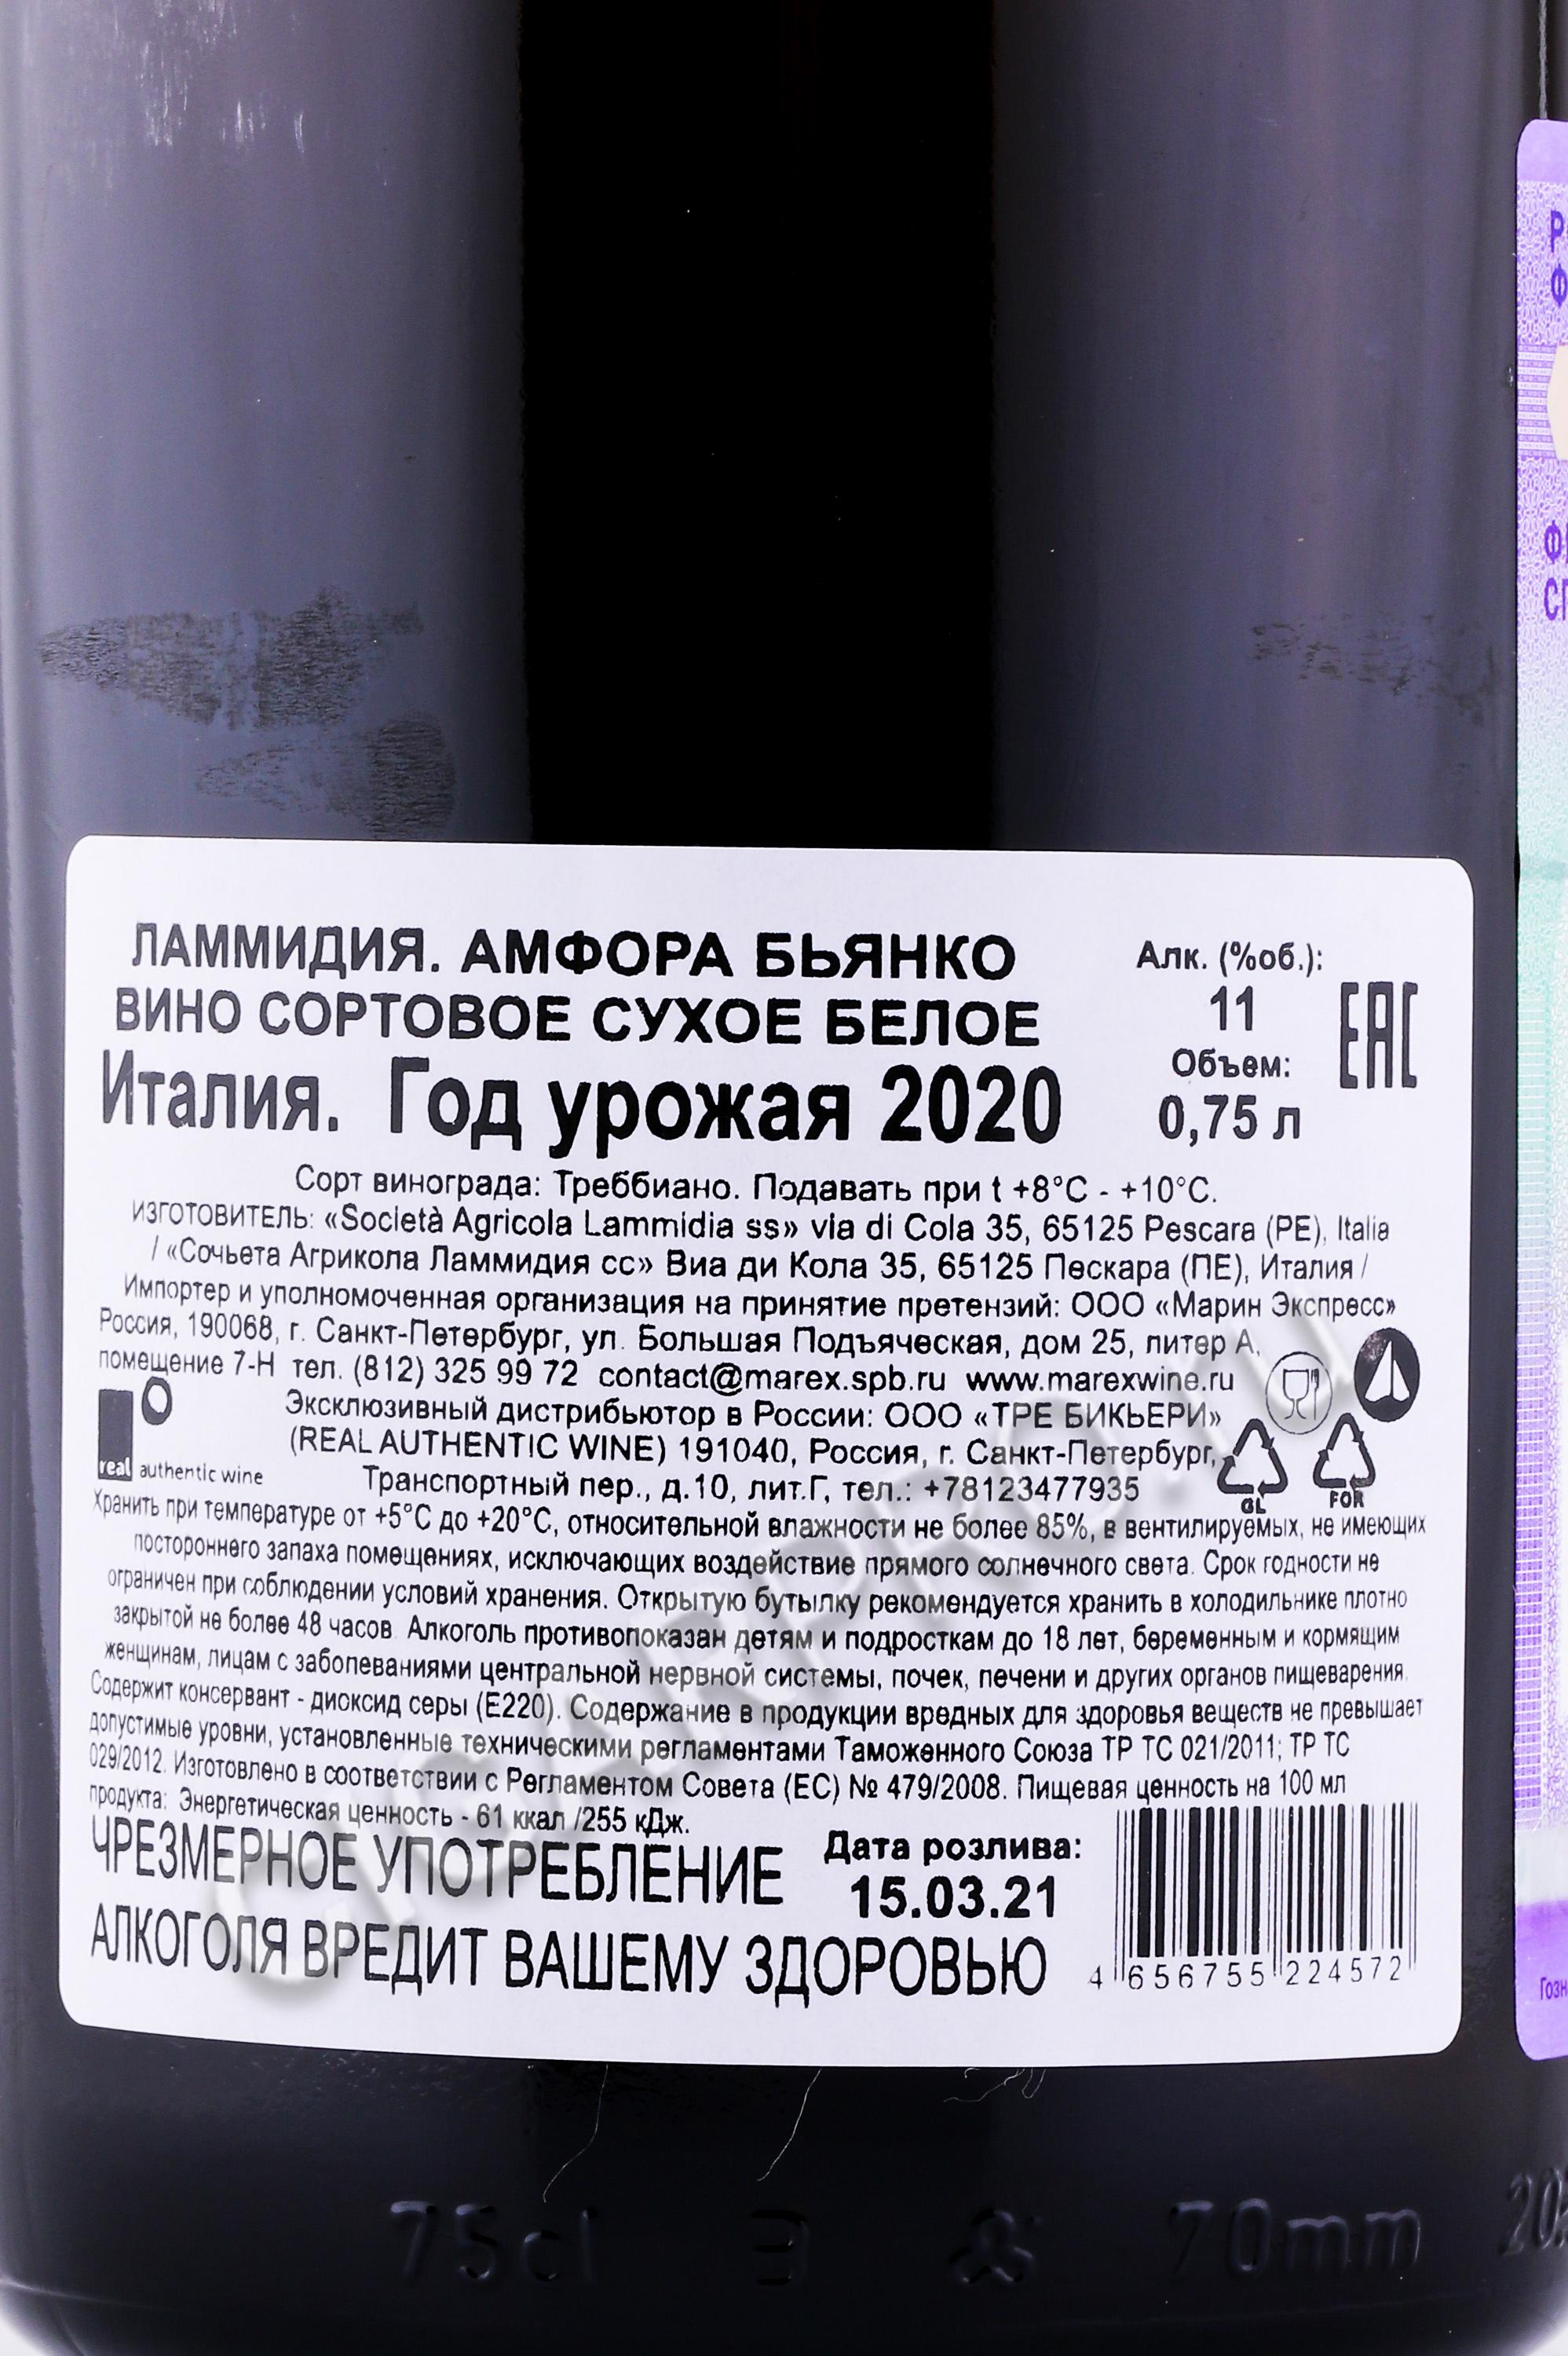 ЛАММИДИЯ. АМФОРА БЬЯНКО
ВИНО СОРТОВОЕ СУХОЕ БЕЛОЕ
Италия. Год урожая 2020
Алк. (%об.):
11
Объем:
0,75 л
EAC
Сорт винограда: Треббиано. Подавать при t +8°C - +10°C.
ИЗГОТОВИТЕЛЬ: «Società Agricola Lammidia ss» via di Cola 35, 65125 Pescara (PE), Italia
/ «Сочьета Агрикола Ламмидия сс» Виа ди Кола 35, 65125 Пескара (ПЕ), Италия /
Импортер и уполномоченная организация на принятие претензий: ООО «Марин Экспресс»
Россия, 190068, г. Санкт-Петербург, ул. Большая Подъяческая, дом 25, литер А,
помещение 7-Н тел. (812) 325 99 72 contact@marex.spb.ru www.marexwine.ru
Эксклюзивный дистрибьютор в России: ООО «ТРЕ БИКЬЕРИ»
(REAL AUTHENTIC WINE) 191040, Россия, г. Санкт-Петербург,
Транспортный пер., д.10, лит.Г, тел.: +78123477935
real authentic wine
GL
FOR
Хранить при температуре от +5°C до +20°C, относительной влажности не более 85%, в вентилируемых, не имеющих
постороннего запаха помещениях, исключающих воздействие прямого солнечного света. Срок годности не
ограничен при соблюдении условий хранения. Открытую бутылку рекомендуется хранить в холодильнике плотно
закрытой не более 48 часов. Алкоголь противопоказан детям и подросткам до 18 лет, беременным и кормящим
женщинам, лицам с заболеваниями центральной нервной системы, почек, печени и других органов пищеварения.
Содержит консервант - диоксид серы (Е220). Содержание в продукции вредных для здоровья веществ не превышает
допустимые уровни, установленные техническими регламентами Таможенного Союза ТР ТС 021/2011; ТР ТС
029/2012. Изготовлено в соответствии с Регламентом Совета (ЕС) № 479/2008. Пищевая ценность на 100 мл
продукта: Энергетическая ценность - 61 ккал /255 кДж.
ЧРЕЗМЕРНОЕ УПОТРЕБЛЕНИЕ
АЛКОГОЛЯ ВРЕДИТ ВАШЕМУ ЗДОРОВЬЮ
Дата розлива:
15.03.21
4 656755 224572
CIGARPRO.ru
75cl 70mm